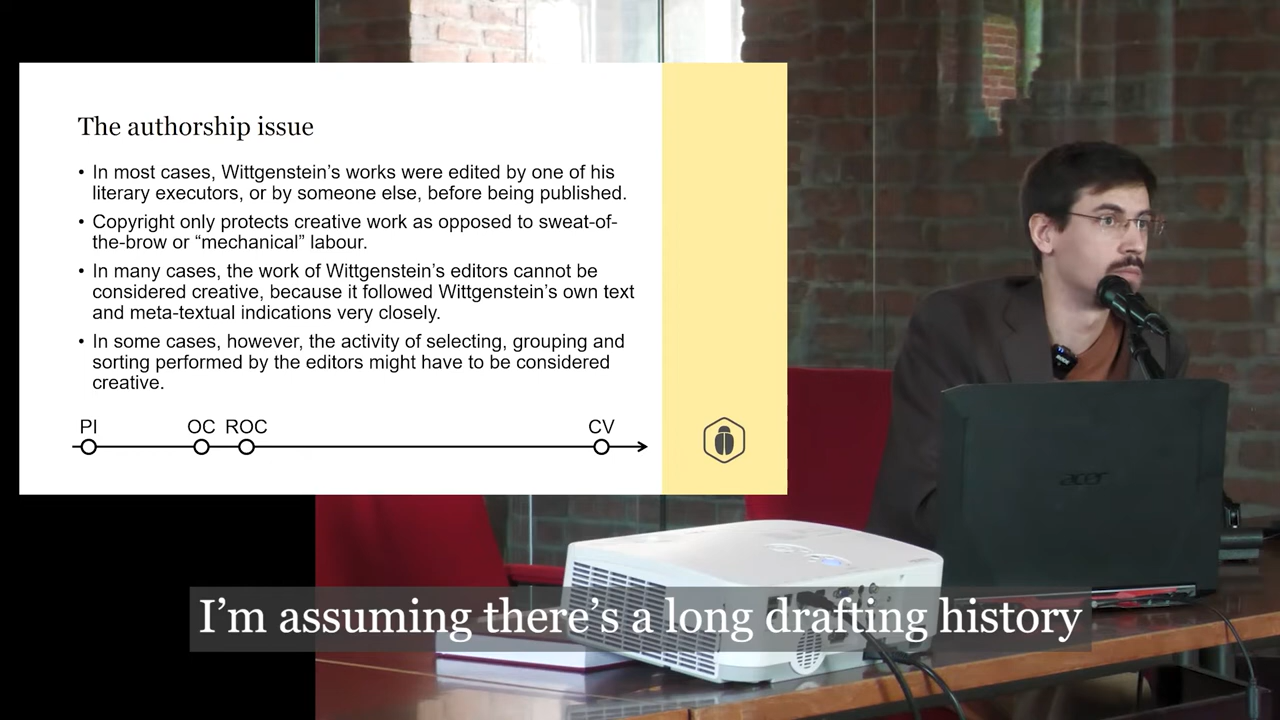 The authorship issue
• In most cases, Wittgenstein's works were edited by one of his
literary executors, or by someone else, before being published.
• Copyright only protects creative work as opposed to sweat-of-
the-brow or “mechanical” labour.
• In many cases, the work of Wittgenstein's editors cannot be
considered creative, because it followed Wittgenstein's own text
and meta-textual indications very closely.
• In some cases, however, the activity of selecting, grouping and
sorting performed by the editors might have to be considered
creative.
PI OC ROC CV
acer
I'm assuming there's a long drafting history